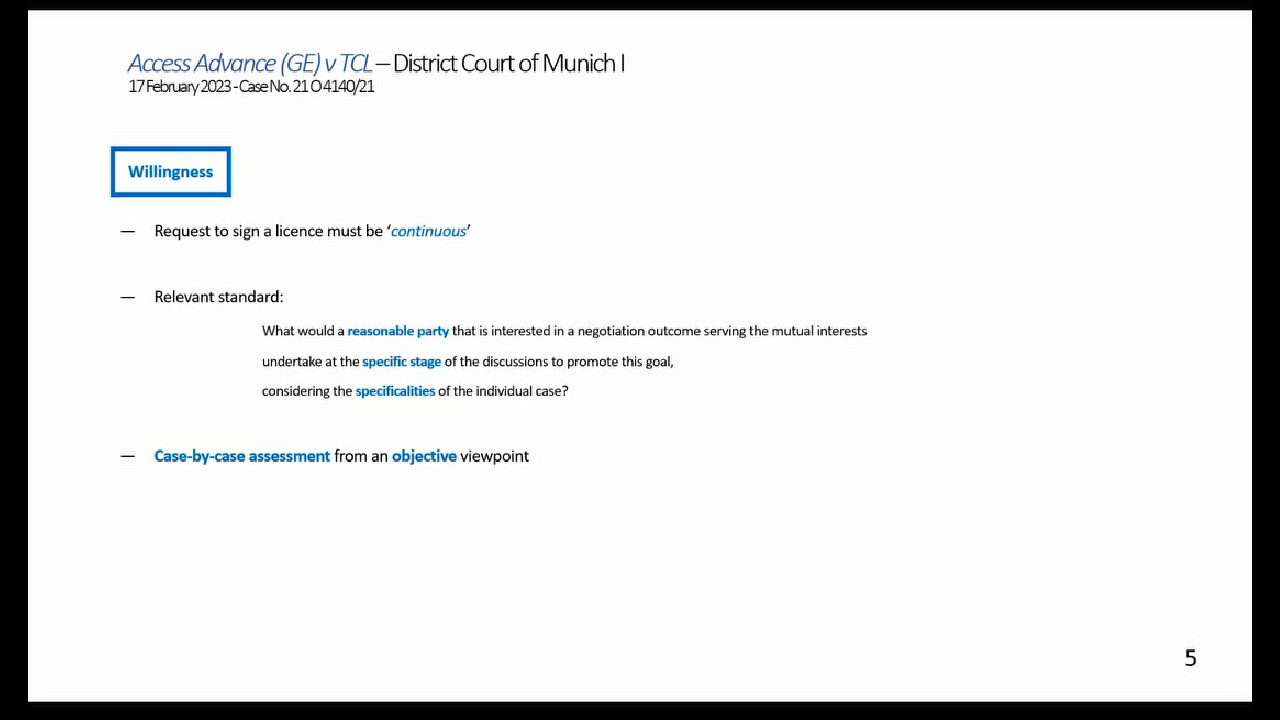 Access Advance (GE) v TCL – District Court of Munich I
17 February 2023 - Case No. 21 O 4140/21
Willingness
— Request to sign a licence must be ‘continuous’
— Relevant standard:
What would a reasonable party that is interested in a negotiation outcome serving the mutual interests
undertake at the specific stage of the discussions to promote this goal,
considering the specificalities of the individual case?
— Case-by-case assessment from an objective viewpoint
5